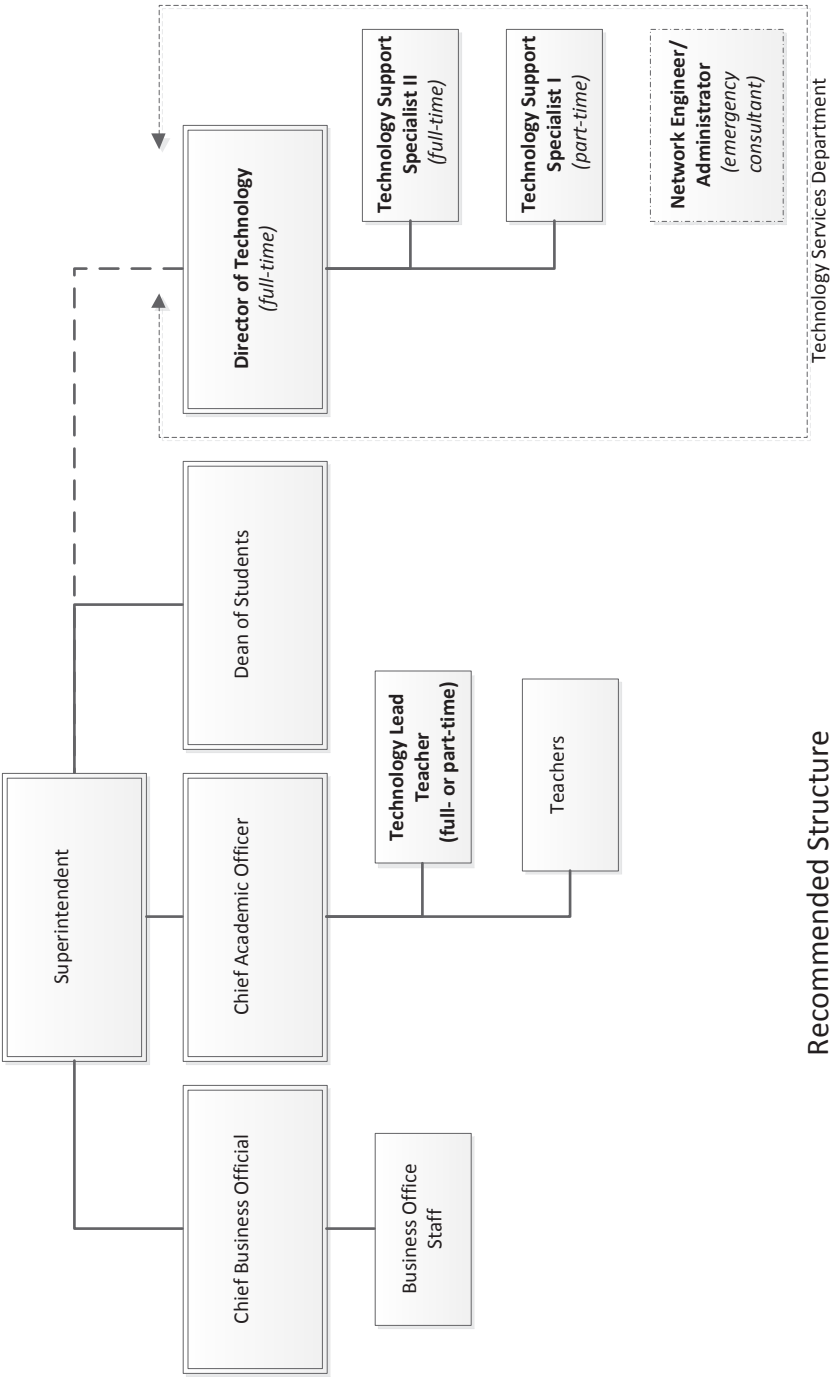 Superintendent
Chief Business Official
Chief Academic Officer
Dean of Students
Director of Technology
(full-time)
Business Office
Staff
Technology Lead
Teacher
(full- or part-time)
Teachers
Technology Support
Specialist II
(full-time)
Technology Support
Specialist I
(part-time)
Network Engineer/
Administrator
(emergency
consultant)
Technology Services Department
Recommended Structure